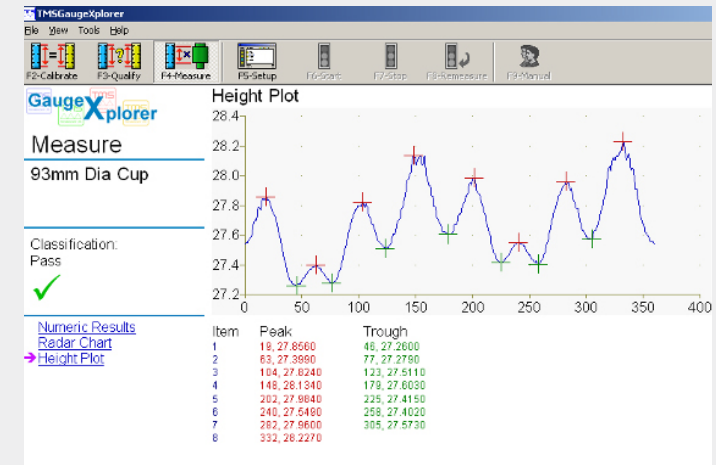 TMSGaugeXplorer
File View Tools Help
F2-Calibrate F3-Qualify F4-Measure F5-Setup F6-Start F7-Stop F8-Remeasure F9-Manual
GaugeXplorer
Measure
93mm Dia Cup
Classification:
Pass
Numeric Results
Radar Chart
Height Plot
Height Plot
28.4
28.2
28.0
27.8
27.6
27.4
27.2
0 50 100 150 200 250 300 350 400
Item Peak Trough
1 19, 27.8560 46, 27.2600
2 63, 27.3990 77, 27.2790
3 104, 27.8240 123, 27.5110
4 148, 28.1340 179, 27.6030
5 202, 27.9840 225, 27.4150
6 240, 27.5490 258, 27.4020
7 282, 27.9600 305, 27.5730
8 332, 28.2270